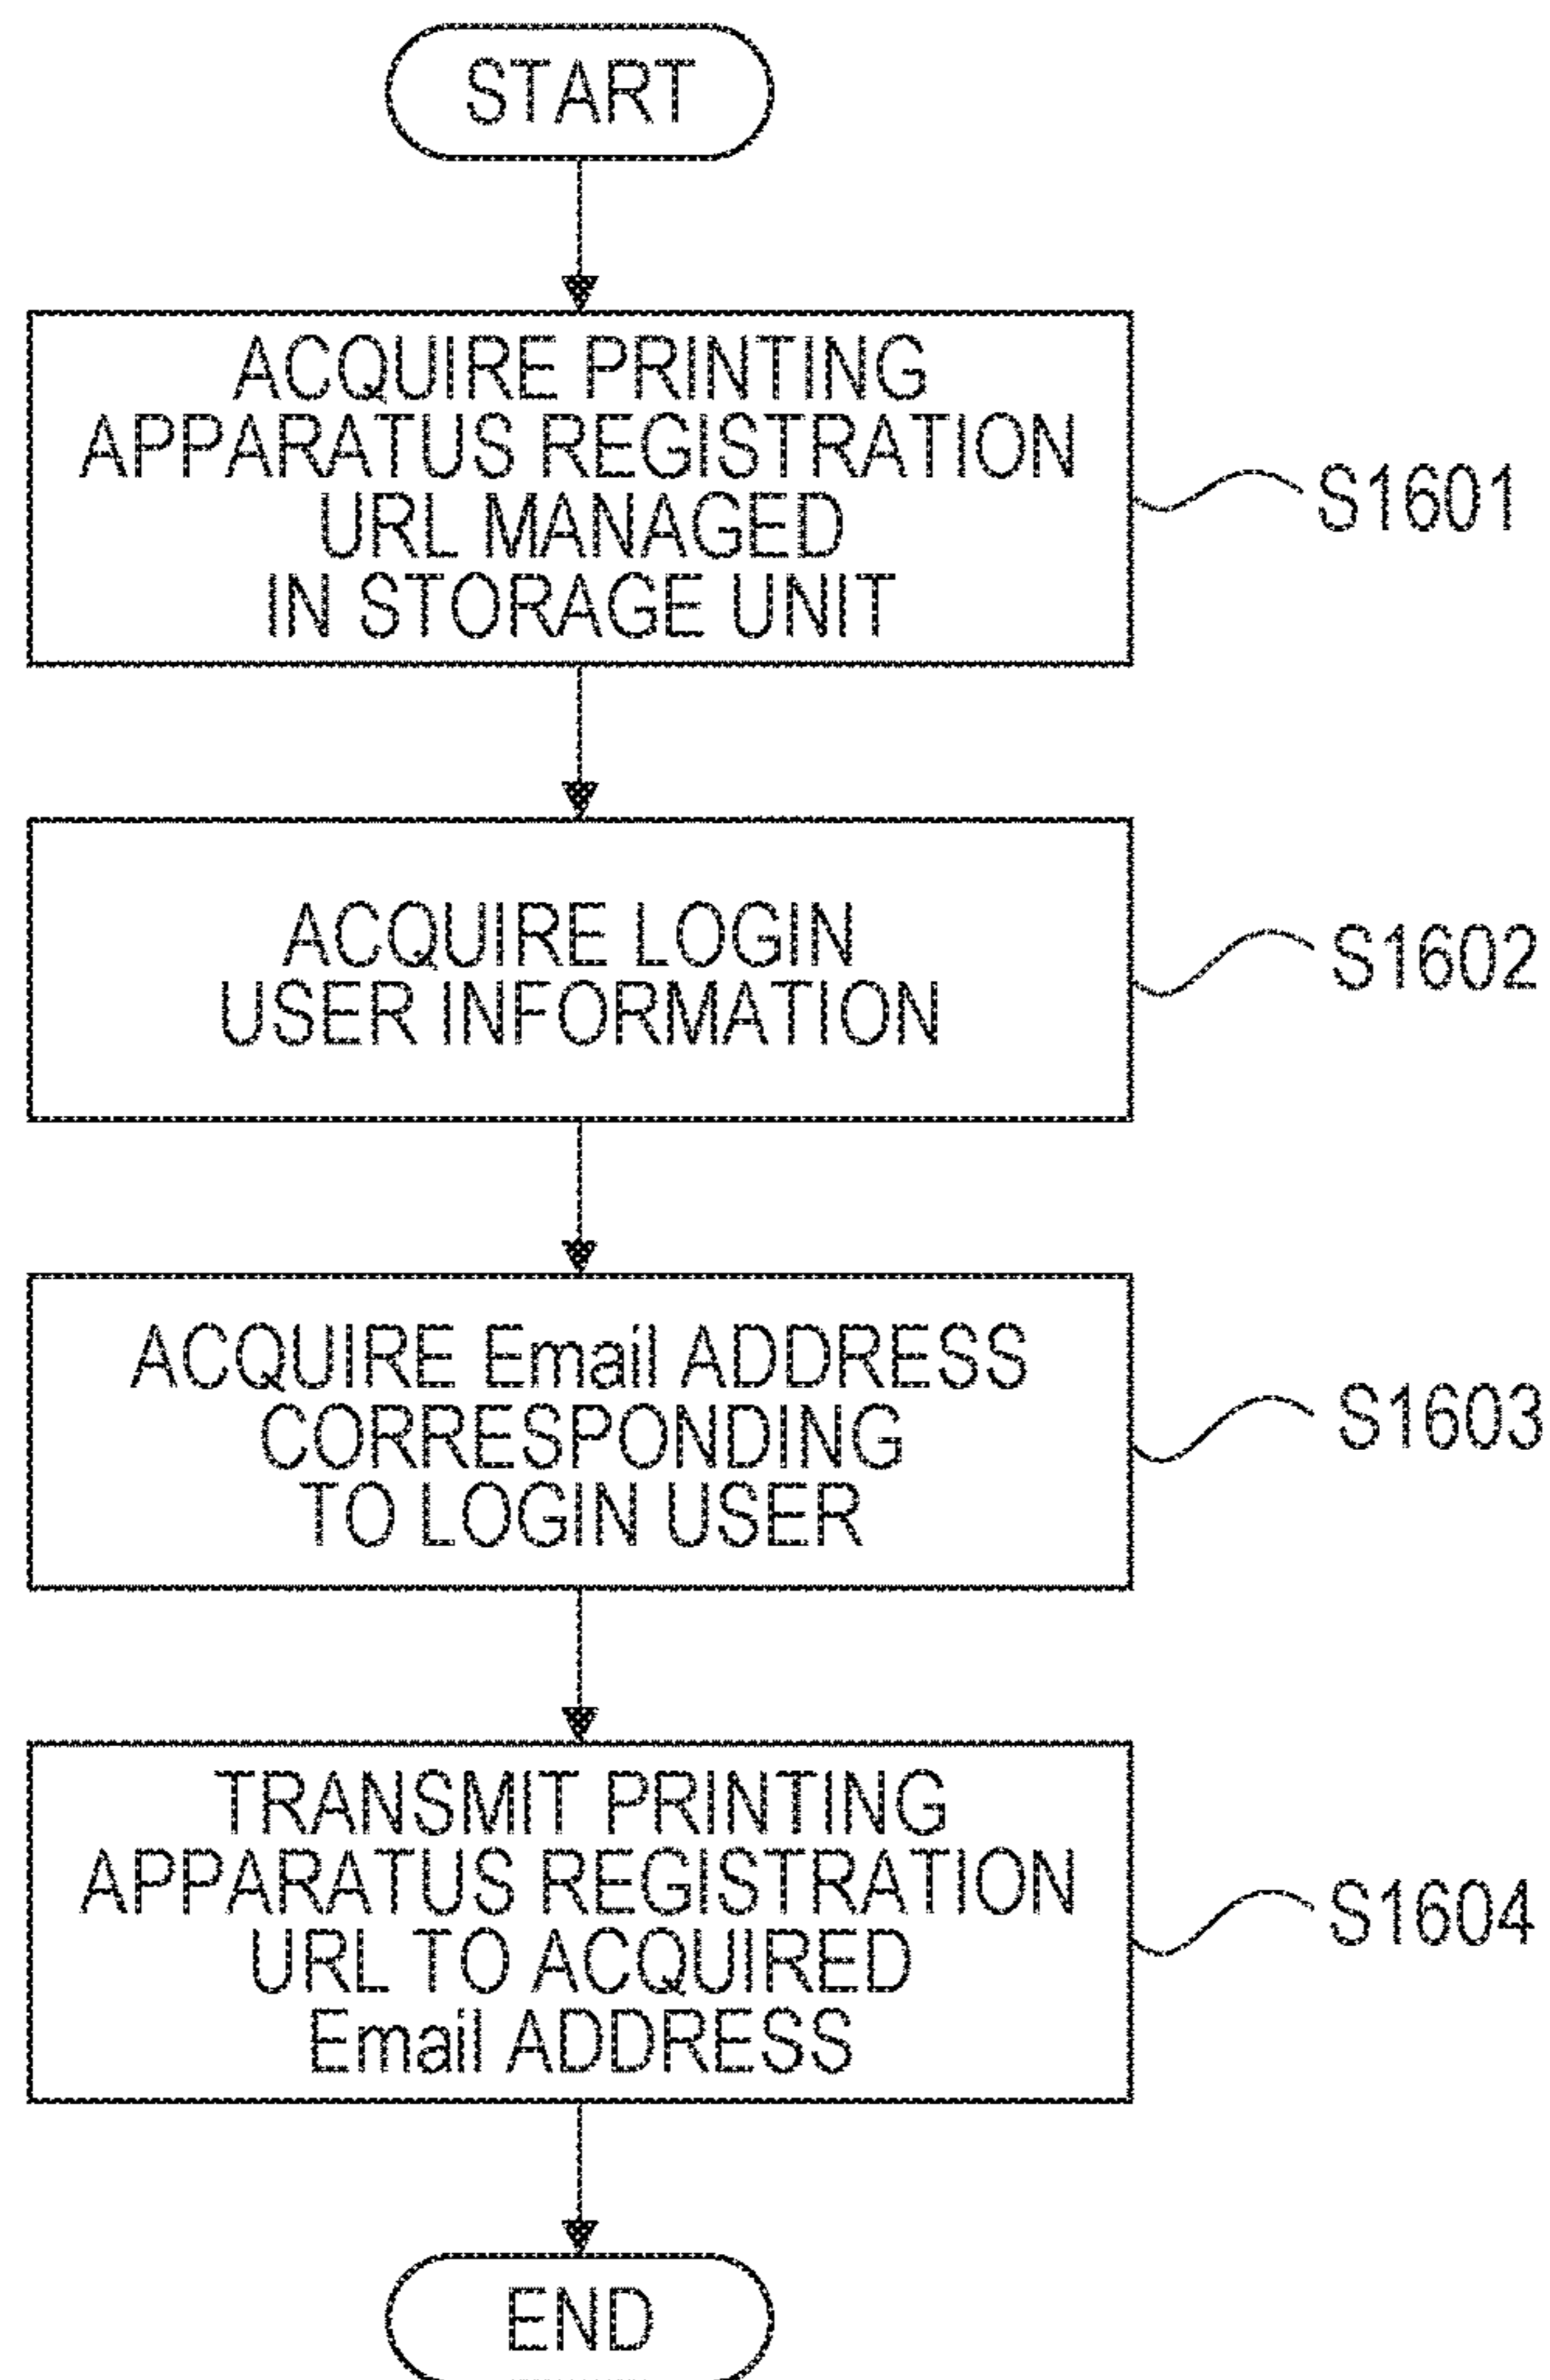 START
ACQUIRE PRINTING
APPARATUS REGISTRATION
URL MANAGED
IN STORAGE UNIT
S1601
ACQUIRE LOGIN
USER INFORMATION
S1602
ACQUIRE Email ADDRESS
CORRESPONDING
TO LOGIN USER
S1603
TRANSMIT PRINTING
APPARATUS REGISTRATION
URL TO ACQUIRED
Email ADDRESS
S1604
END